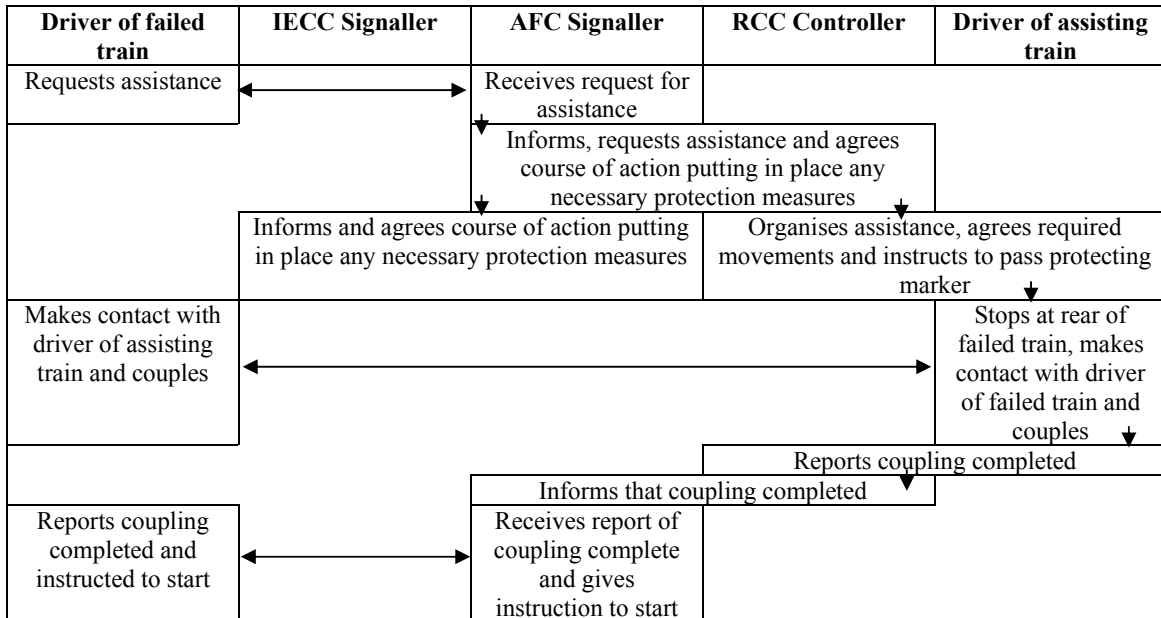 Driver of failed
train
IECC Signaller
AFC Signaller
RCC Controller
Driver of assisting
train
Requests assistance
Receives request for
assistance
Informs, requests assistance and agrees
course of action putting in place any
necessary protection measures
Informs and agrees course of action putting
in place any necessary protection measures
Organises assistance, agrees required
movements and instructs to pass protecting
marker
Makes contact with
driver of assisting
train and couples
Stops at rear of
failed train, makes
contact with driver
of failed train and
couples
Reports coupling completed
Informs that coupling completed
Reports coupling
completed and
instructed to start
Receives report of
coupling complete
and gives
instruction to start